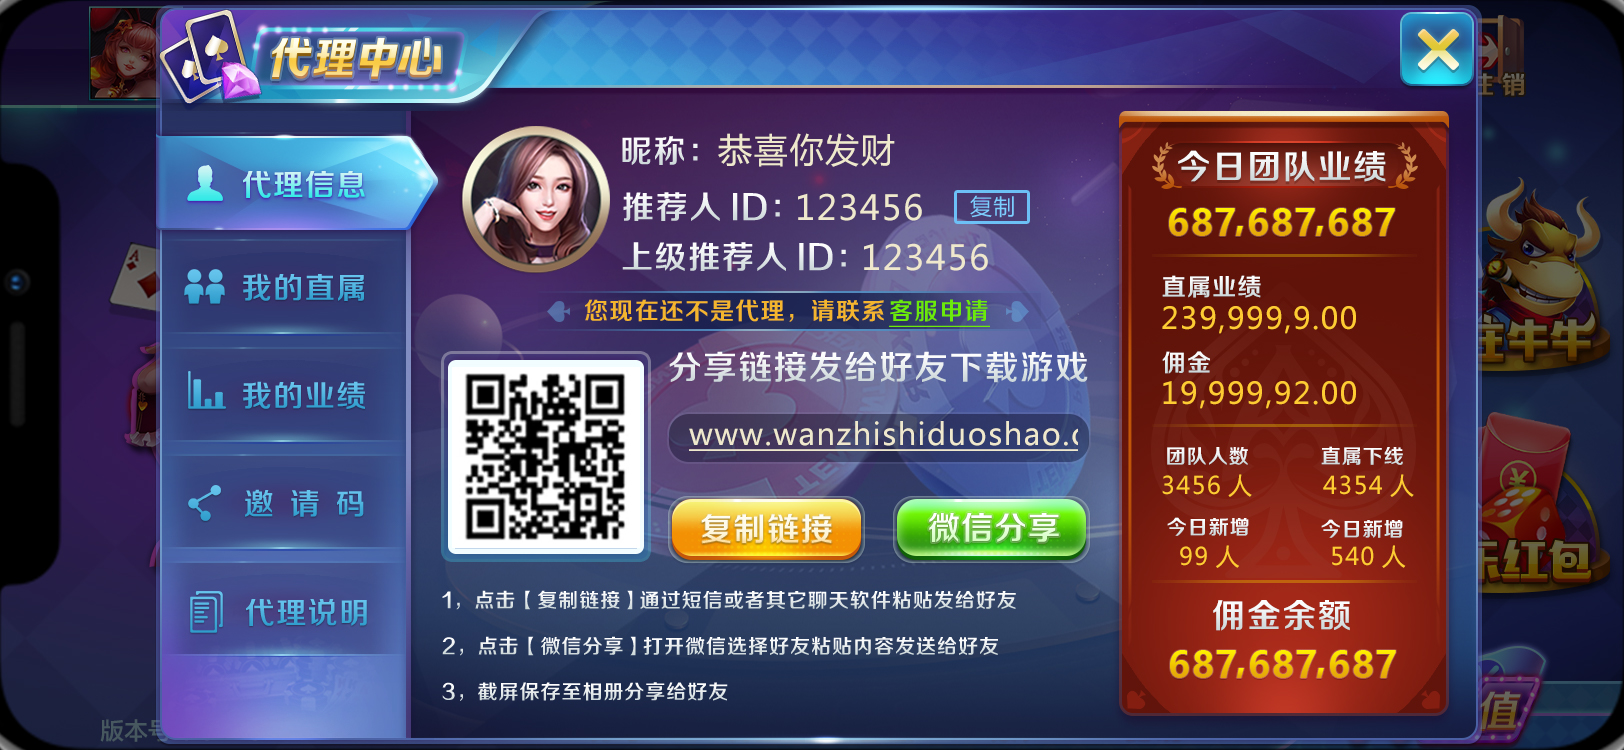 代理中心
代理信息
我的直属
我的业绩
邀请码
代理说明
昵称：恭喜你发财
推荐人 ID：123456 复制
上级推荐人 ID：123456
您现在还不是代理，请联系客服申请
分享链接发给好友下载游戏
www.wanzhishiduoshao.c
复制链接 微信分享
1，点击【复制链接】通过短信或者其它聊天软件粘贴发给好友
2，点击【微信分享】打开微信选择好友粘贴内容发送给好友
3，截屏保存至相册分享给好友
今日团队业绩
687,687,687
直属业绩
239,999,9.00
佣金
19,999,92.00
团队人数 直属下线
3456 人 4354 人
今日新增 今日新增
99 人 540 人
佣金余额
687,687,687
销
牛牛
红包
值
版本号